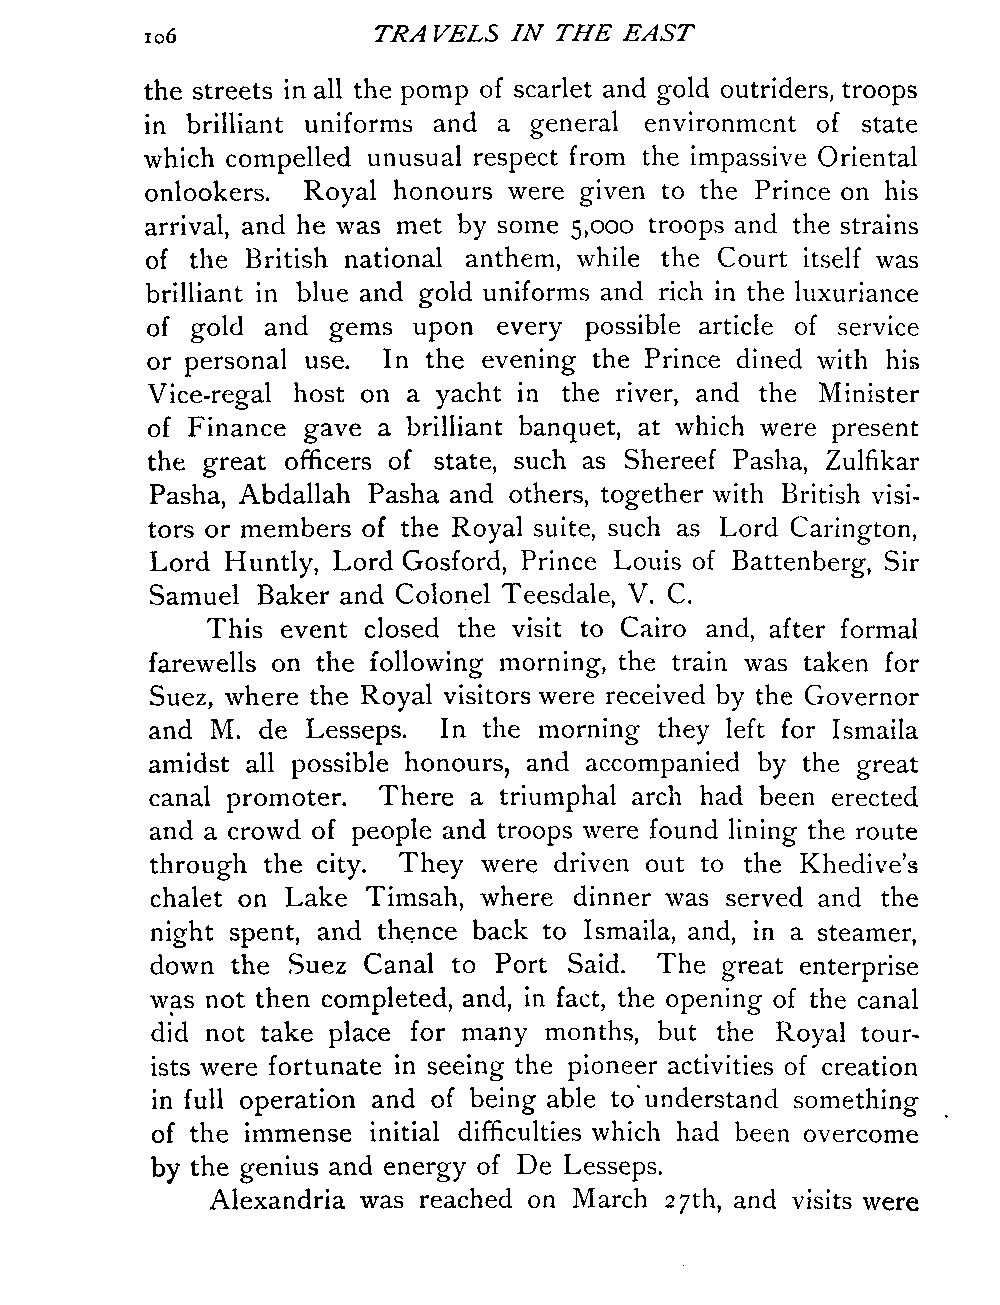 106 TRAVELS IN THE EAST
the streets in all the pomp of scarlet and gold outriders, troops
in brilliant uniforms and a general environment of state
which compelled unusual respect from the impassive Oriental
onlookers. Royal honours were given to the Prince on his
arrival, and he was met by some 5,000 troops and the strains
of the British national anthem, while the Court itself was
brilliant in blue and gold uniforms and rich in the luxuriance
of gold and gems upon every possible article of service
or personal use. In the evening the Prince dined with his
Vice-regal host on a yacht in the river, and the Minister
of Finance gave a brilliant banquet, at which were present
the great officers of state, such as Shereef Pasha, Zulfikar
Pasha, Abdallah Pasha and others, together with British visi-
tors or members of the Royal suite, such as Lord Carington,
Lord Huntly, Lord Gosford, Prince Louis of Battenberg, Sir
Samuel Baker and Colonel Teesdale, V. C.
This event closed the visit to Cairo and, after formal
farewells on the following morning, the train was taken for
Suez, where the Royal visitors were received by the Governor
and M. de Lesseps. In the morning they left for Ismaila
amidst all possible honours, and accompanied by the great
canal promoter. There a triumphal arch had been erected
and a crowd of people and troops were found lining the route
through the city. They were driven out to the Khedive's
chalet on Lake Timsah, where dinner was served and the
night spent, and thence back to Ismaila, and, in a steamer,
down the Suez Canal to Port Said. The great enterprise
was not then completed, and, in fact, the opening of the canal
did not take place for many months, but the Royal tour-
ists were fortunate in seeing the pioneer activities of creation
in full operation and of being able to understand something
of the immense initial difficulties which had been overcome
by the genius and energy of De Lesseps.
Alexandria was reached on March 27th, and visits were